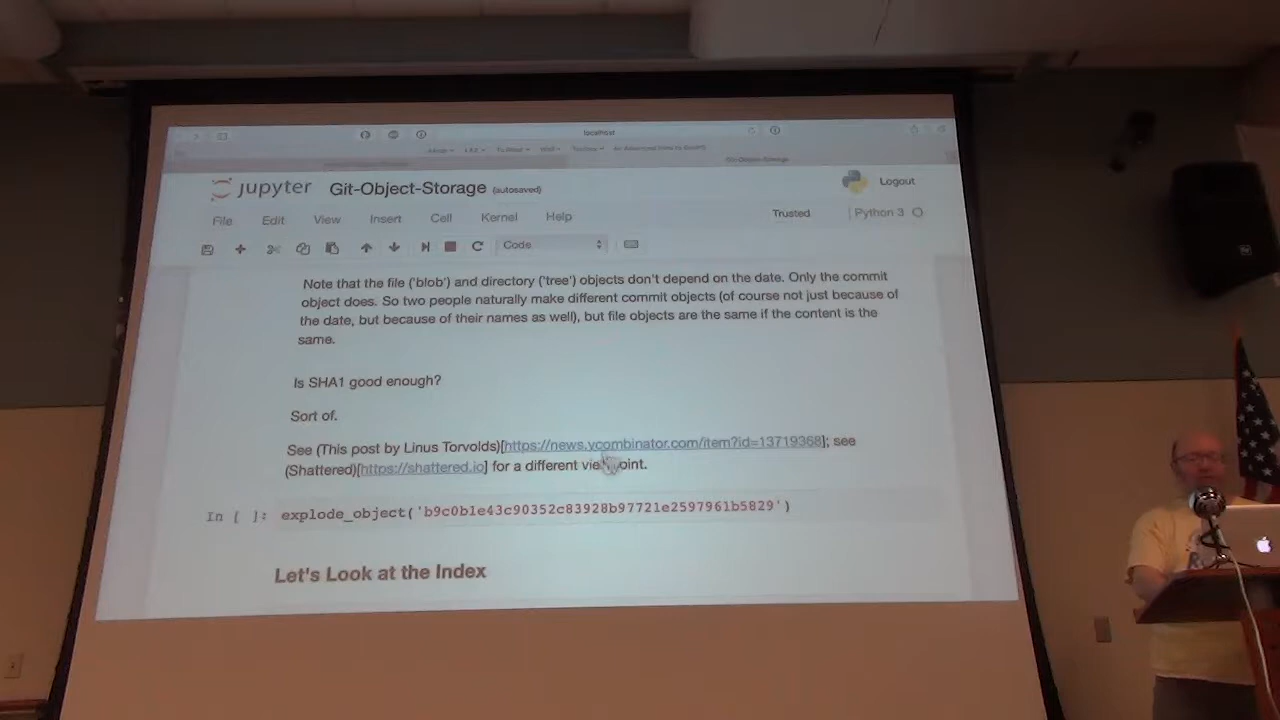 localhost
Git-Object-Storage
jupyter Git-Object-Storage (autosaved)
Logout
File Edit View Insert Cell Kernel Help
Trusted
Python 3
Code
Note that the file ('blob') and directory ('tree') objects don't depend on the date. Only the commit
object does. So two people naturally make different commit objects (of course not just because of
the date, but because of their names as well), but file objects are the same if the content is the
same.
Is SHA1 good enough?
Sort of.
See (This post by Linus Torvolds)[https://news.ycombinator.com/item?id=13719368]; see
(Shattered)[https://shattered.io] for a different viewpoint.
In [ ]: explode_object('b9c0b1e43c90352c83928b97721e2597961b5829')
Let's Look at the Index